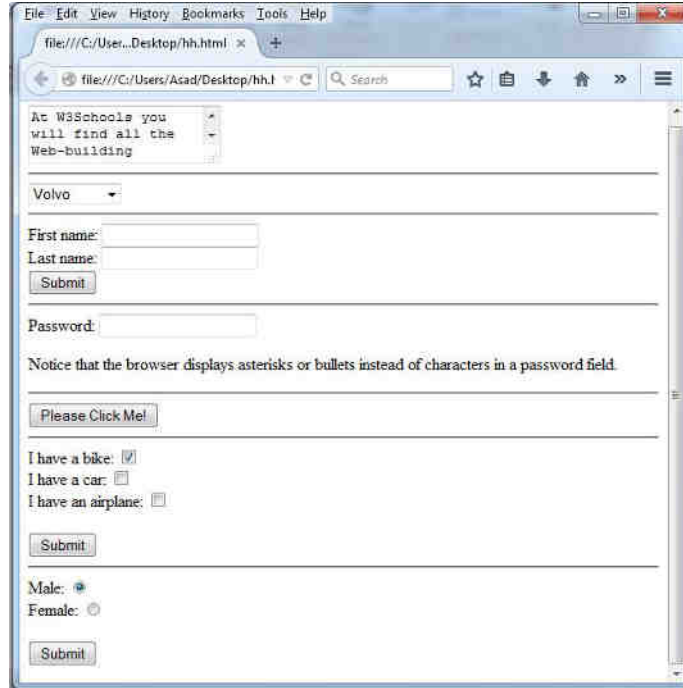 File Edit View History Bookmarks Tools Help
file:///C:/User...Desktop/hh.html × +
file:///C:/Users/Asad/Desktop/hh.h Search
At W3Schools you
will find all the
Web-building
Volvo
First name:
Last name:
Submit
Password:
Notice that the browser displays asterisks or bullets instead of characters in a password field.
Please Click Me!
I have a bike:
I have a car:
I have an airplane:
Submit
Male:
Female:
Submit